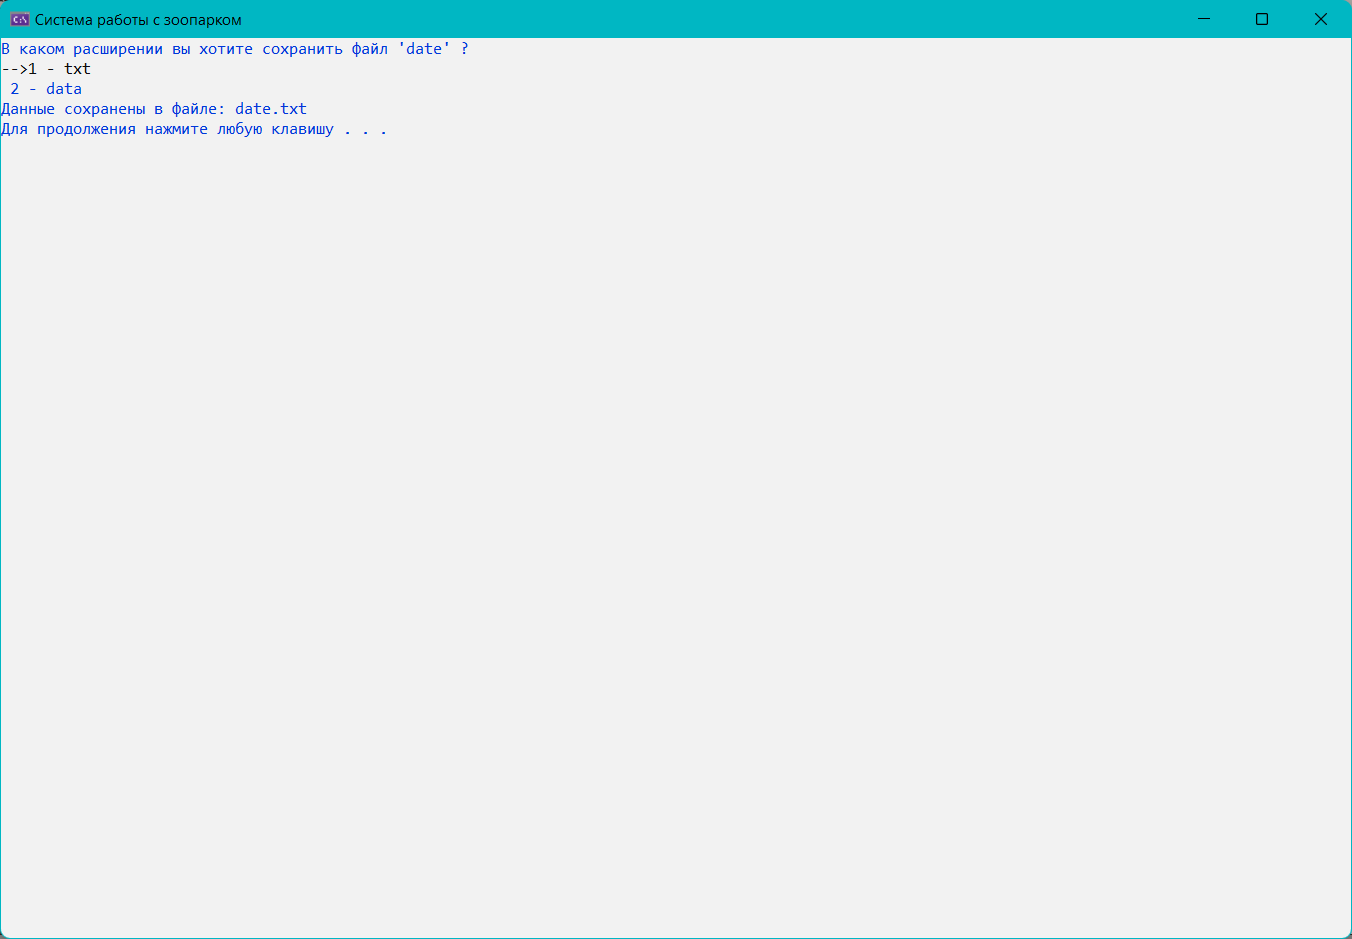 Система работы с зоопарком
В каком расширении вы хотите сохранить файл 'date' ?
-->1 - txt
2 - data
Данные сохранены в файле: date.txt
Для продолжения нажмите любую клавишу . . .